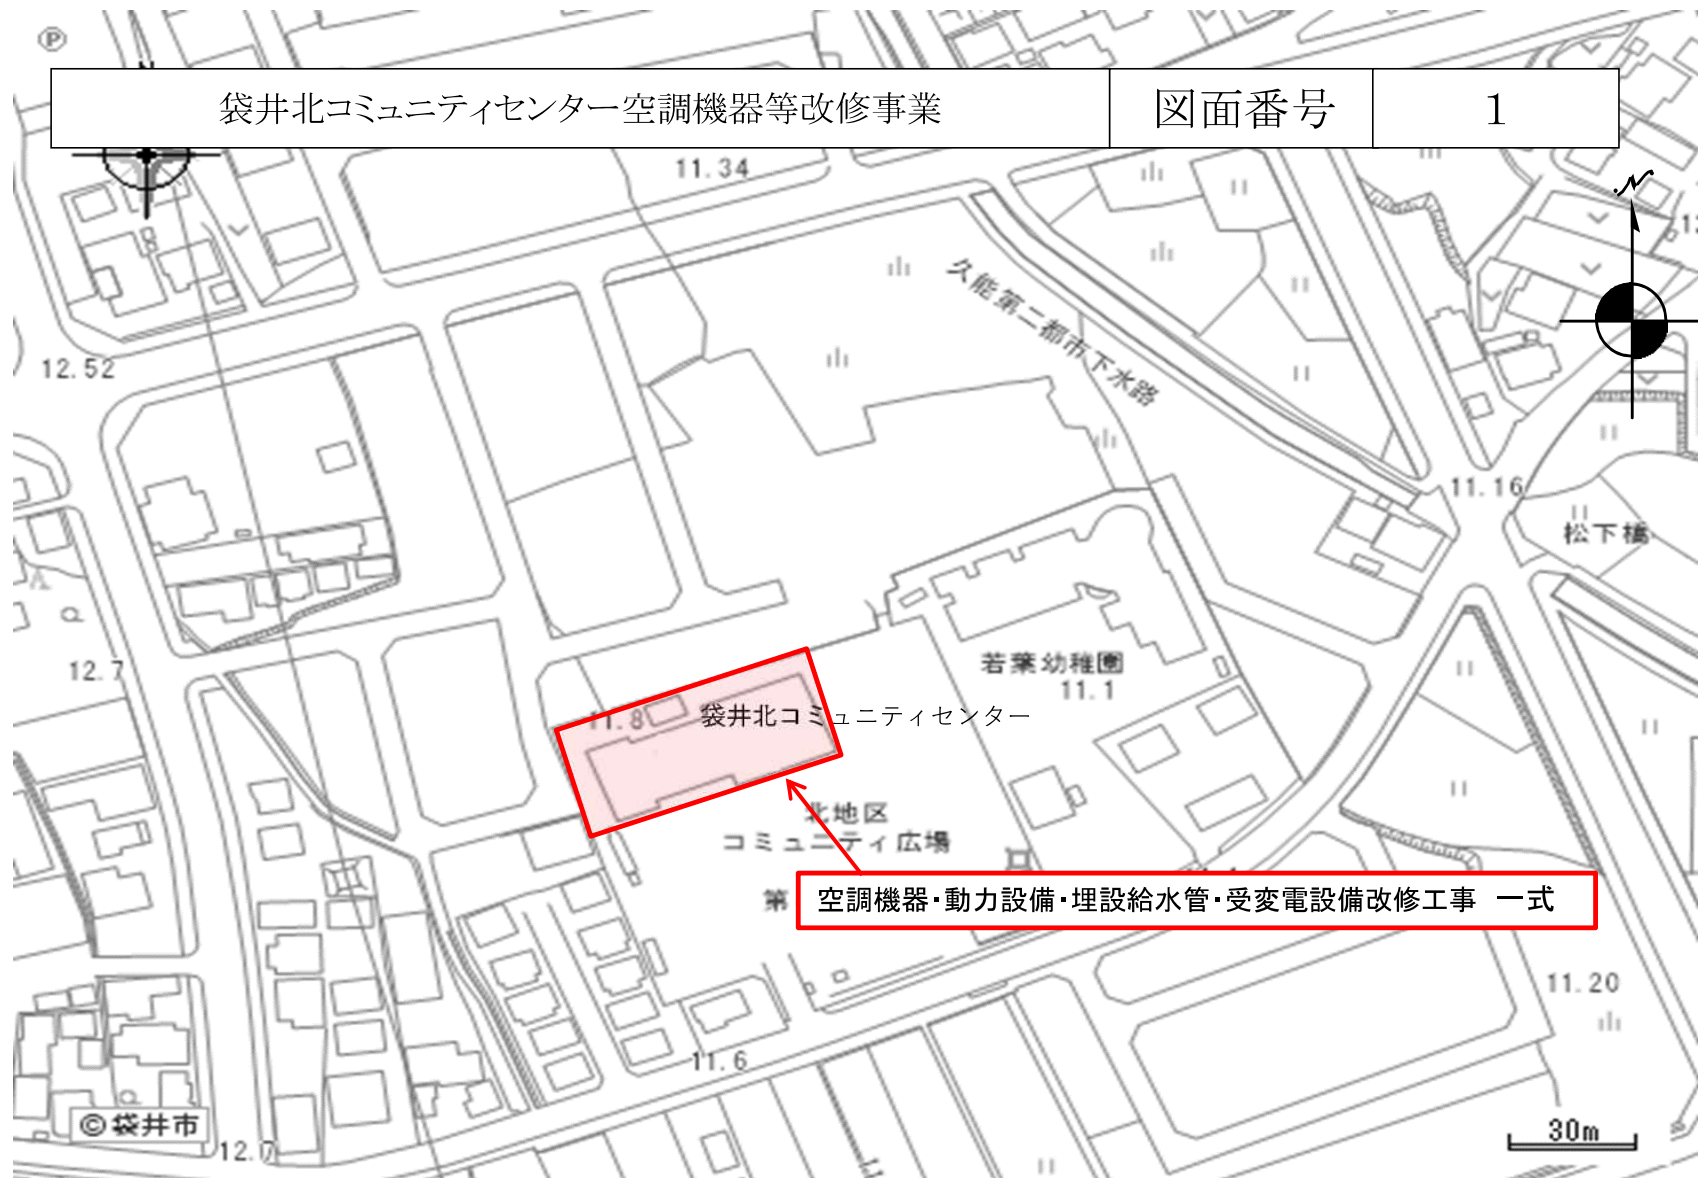 Ⓟ
袋井北コミュニティセンター空調機器等改修事業
図面番号
1
11.34
久能第二都市下水路
12.52
11.16
松下橋
若葉幼稚園
11.1
12.7
11.8
袋井北コミュニティセンター
北地区
コミュニティ広場
第
空調機器・動力設備・埋設給水管・受変電設備改修工事　一式
11.20
11.6
©袋井市
12.7
30m